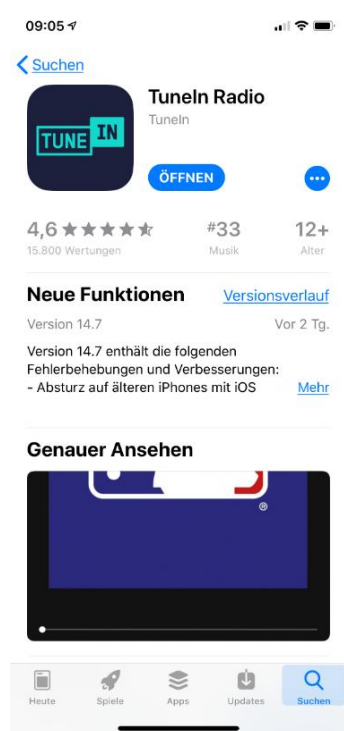 09:05
Suchen
TUNE IN
TuneIn Radio
TuneIn
ÖFFNEN
4,6 ★★★★★
#33
12+
15.800 Wertungen
Musik
Alter
Neue Funktionen
Versionsverlauf
Version 14.7
Vor 2 Tg.
Version 14.7 enthält die folgenden
Fehlerbehebungen und Verbesserungen:
- Absturz auf älteren iPhones mit iOS
Mehr
Genauer Ansehen
®
Heute
Spiele
Apps
Updates
Suchen